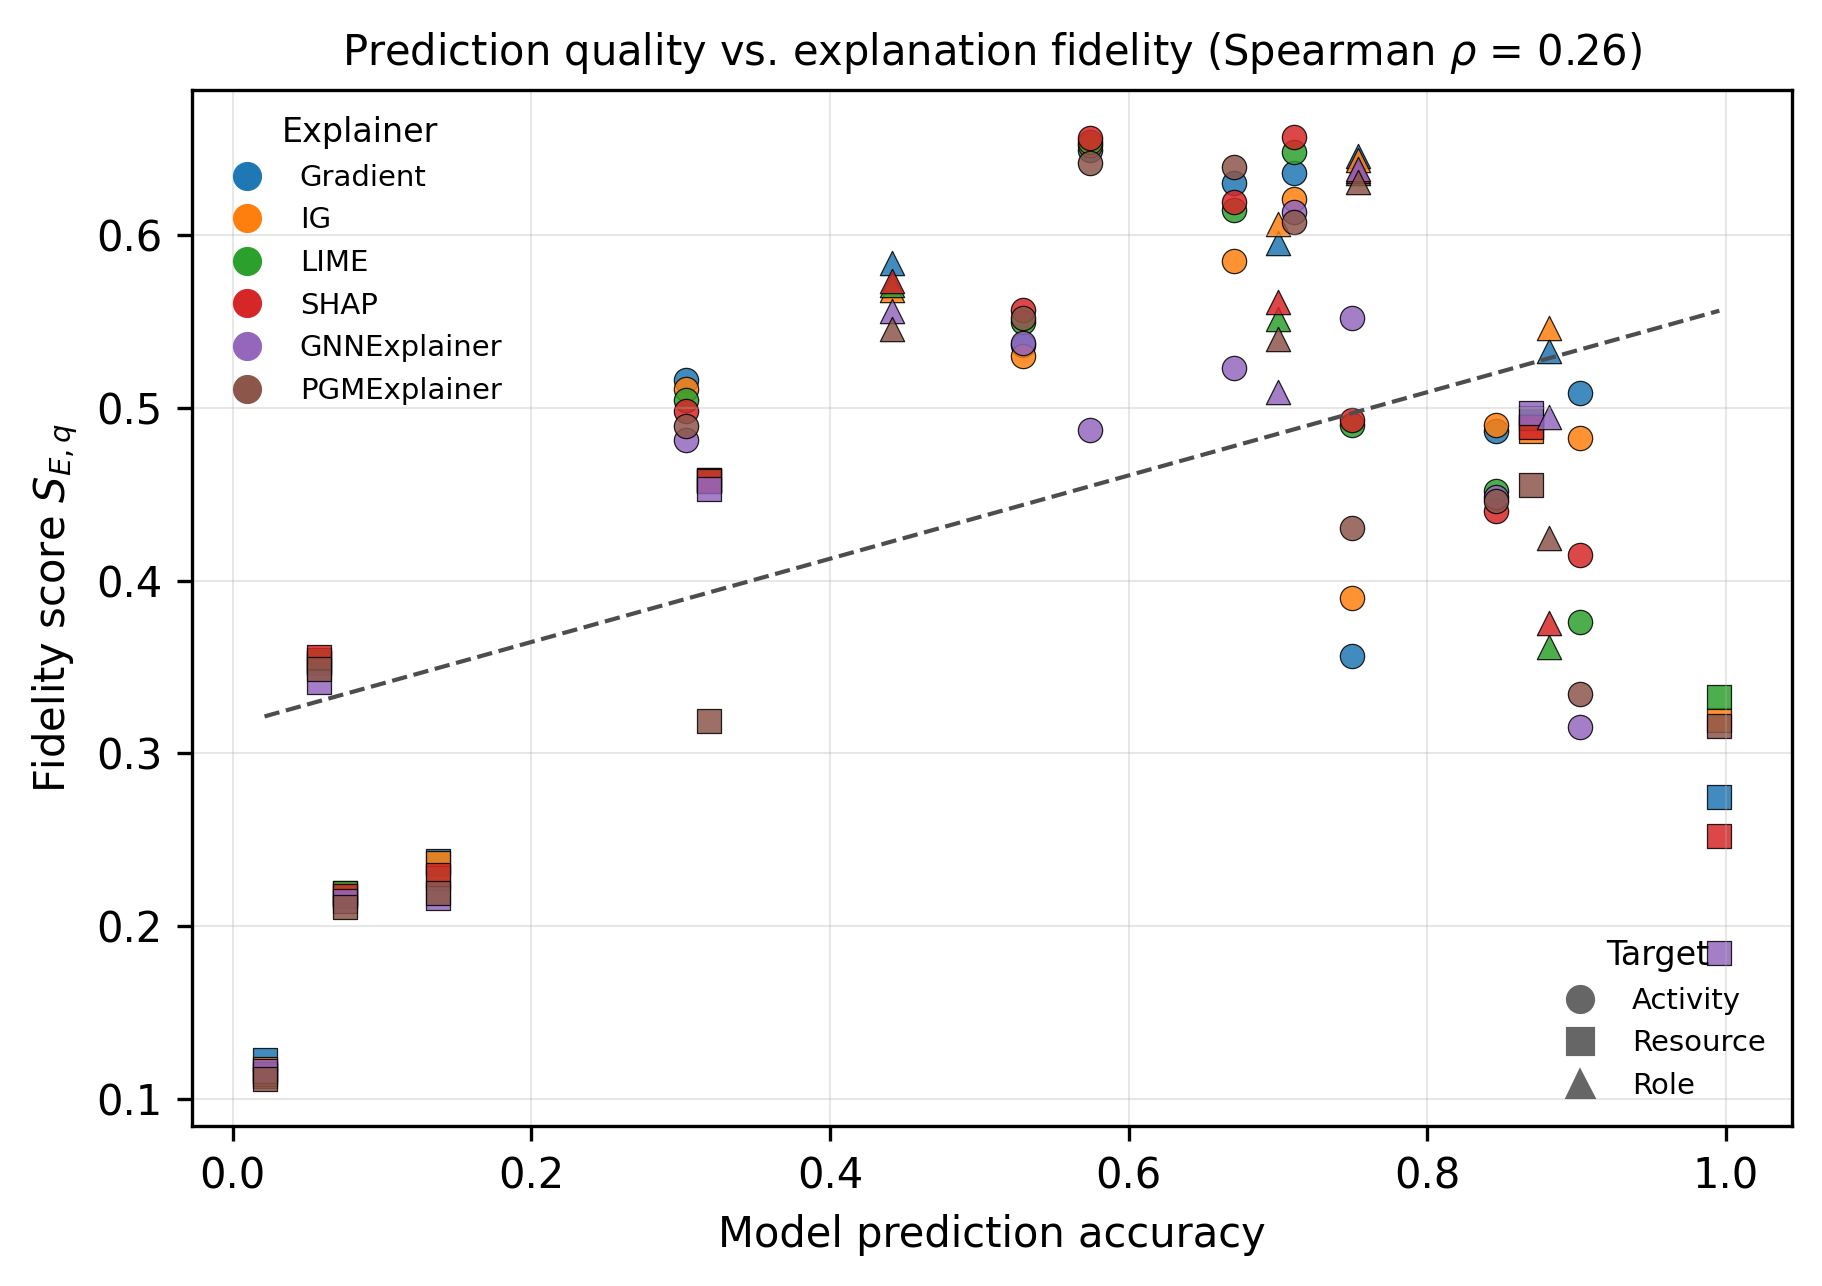 Prediction quality vs. explanation fidelity (Spearman ρ = 0.26)
Explainer
Gradient
IG
LIME
SHAP
GNNExplainer
PGMExplainer
0.6
0.5
0.4
0.3
0.2
0.1
Fidelity score S_{E, q}
Target
Activity
Resource
Role
0.0 0.2 0.4 0.6 0.8 1.0
Model prediction accuracy